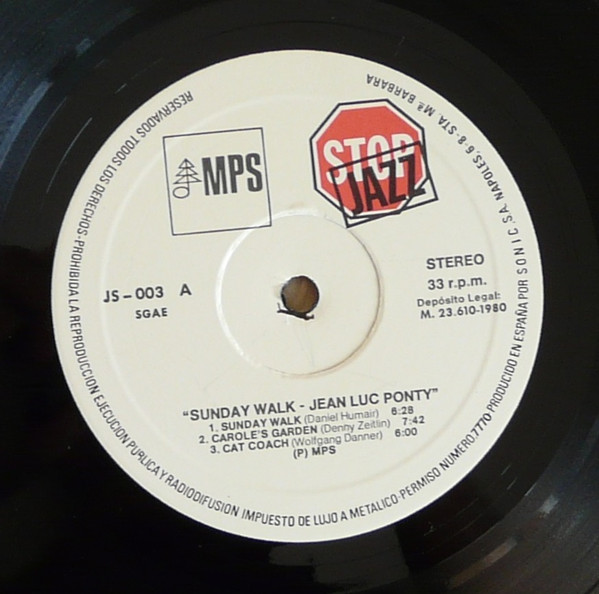 MPS
STOP
JAZZ
JS-003 A
SGAE
STEREO
33 r.p.m.
Depósito Legal:
M. 23.610-1980
"SUNDAY WALK - JEAN LUC PONTY"
1. SUNDAY WALK (Daniel Humair) 6:28
2. CAROLE'S GARDEN (Denny Zeitlin) 7:42
3. CAT COACH (Wolfgang Danner) 6:00
(P) MPS
RESERVADOS TODOS LOS DERECHOS-PROHIBIDA LA REPRODUCCION EJECUCION PUBLICA Y RADIODIFUSION IMPUESTO DE LUJO A METALICO-PERMISO NUMERO 7770 PRODUCIDO EN ESPAÑA POR S O N I C S.A. NAPOLES, 6-8-STA. Mª BARBARA